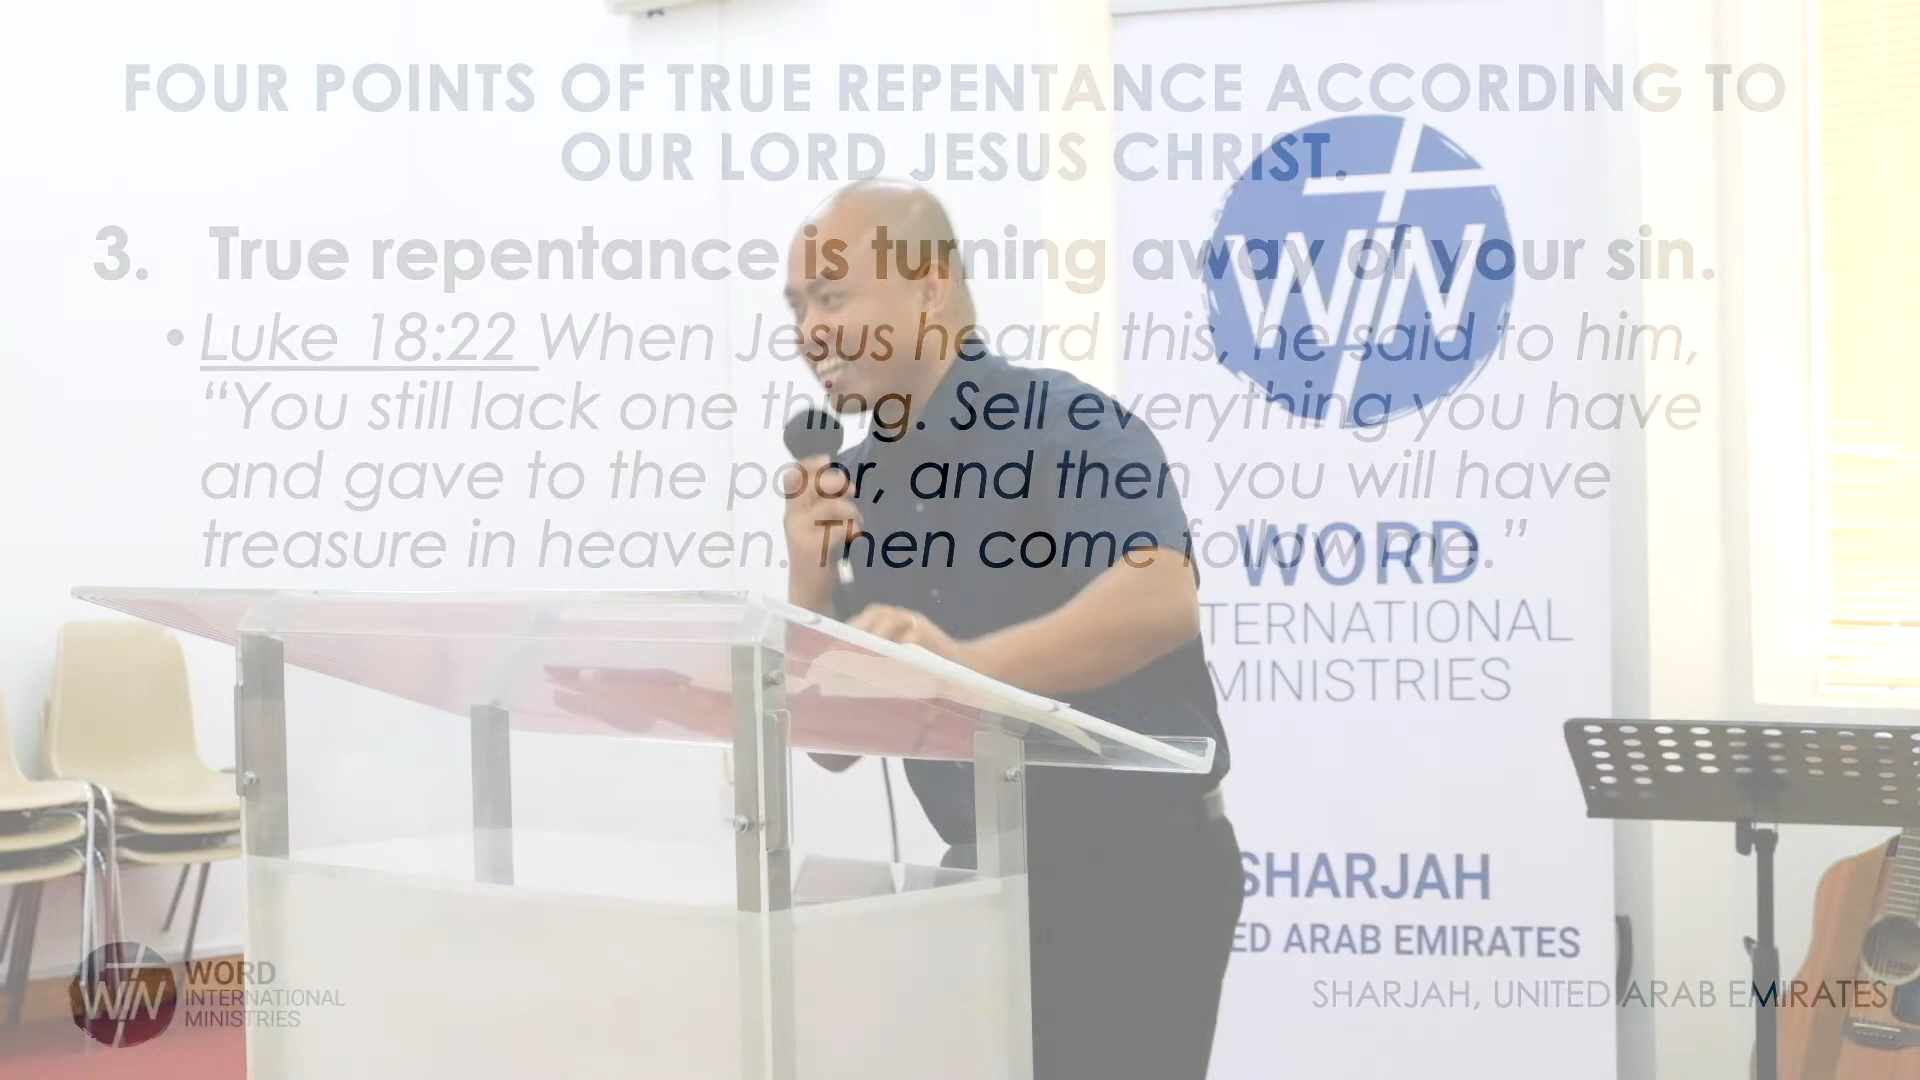 FOUR POINTS OF TRUE REPENTANCE ACCORDING TO
OUR LORD JESUS CHRIST.
3. True repentance is turning away of your sin.
• Luke 18:22 When Jesus heard this, he said to him,
“You still lack one thing. Sell everything you have
and gave to the poor, and then you will have
treasure in heaven. Then come follow me.”
WIN
WORD
TERNATIONAL
MINISTRIES
SHARJAH
ED ARAB EMIRATES
WIN
WORD
INTERNATIONAL
MINISTRIES
SHARJAH, UNITED ARAB EMIRATES